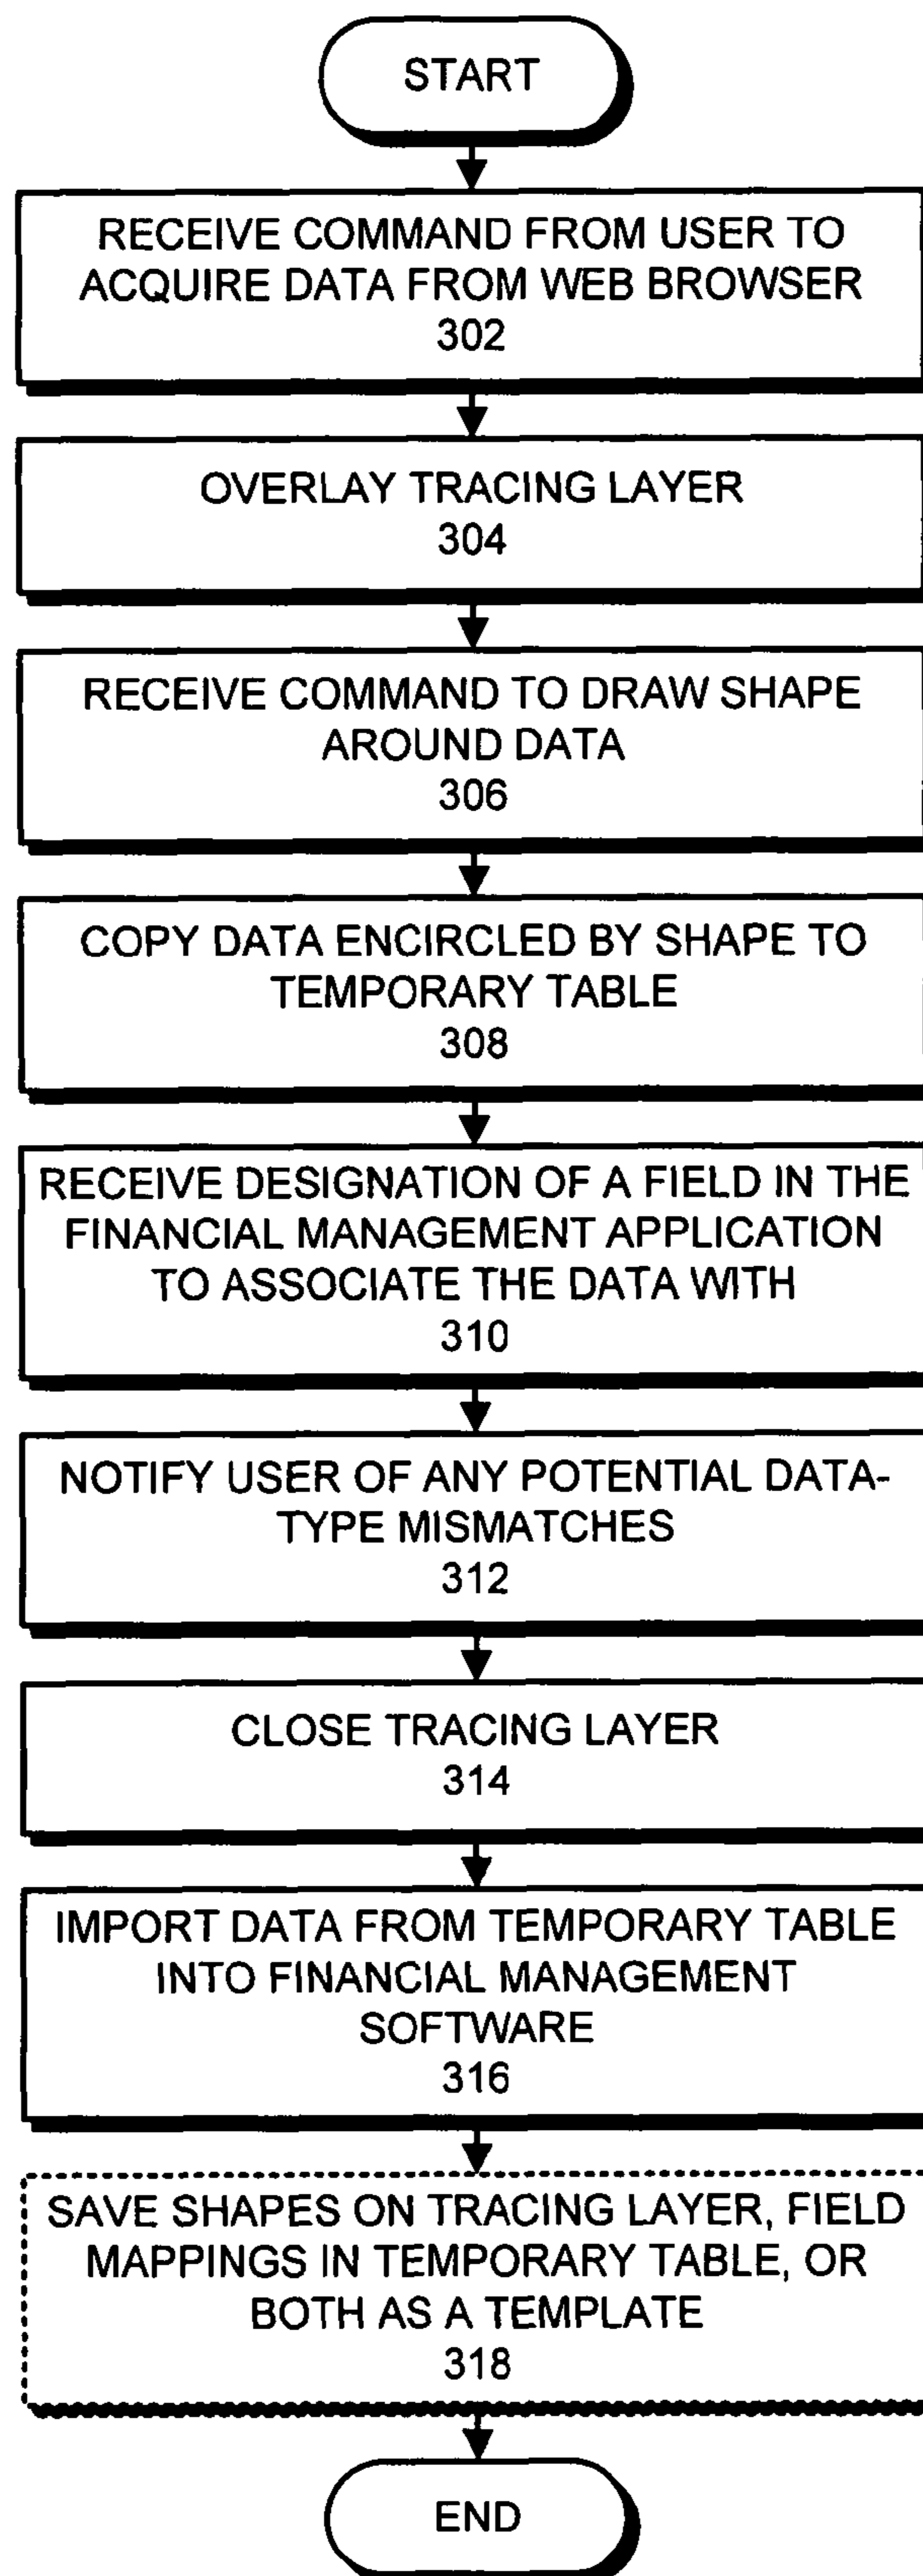 START
RECEIVE COMMAND FROM USER TO
ACQUIRE DATA FROM WEB BROWSER
302
OVERLAY TRACING LAYER
304
RECEIVE COMMAND TO DRAW SHAPE
AROUND DATA
306
COPY DATA ENCIRCLED BY SHAPE TO
TEMPORARY TABLE
308
RECEIVE DESIGNATION OF A FIELD IN THE
FINANCIAL MANAGEMENT APPLICATION
TO ASSOCIATE THE DATA WITH
310
NOTIFY USER OF ANY POTENTIAL DATA-
TYPE MISMATCHES
312
CLOSE TRACING LAYER
314
IMPORT DATA FROM TEMPORARY TABLE
INTO FINANCIAL MANAGEMENT
SOFTWARE
316
SAVE SHAPES ON TRACING LAYER, FIELD
MAPPINGS IN TEMPORARY TABLE, OR
BOTH AS A TEMPLATE
318
END